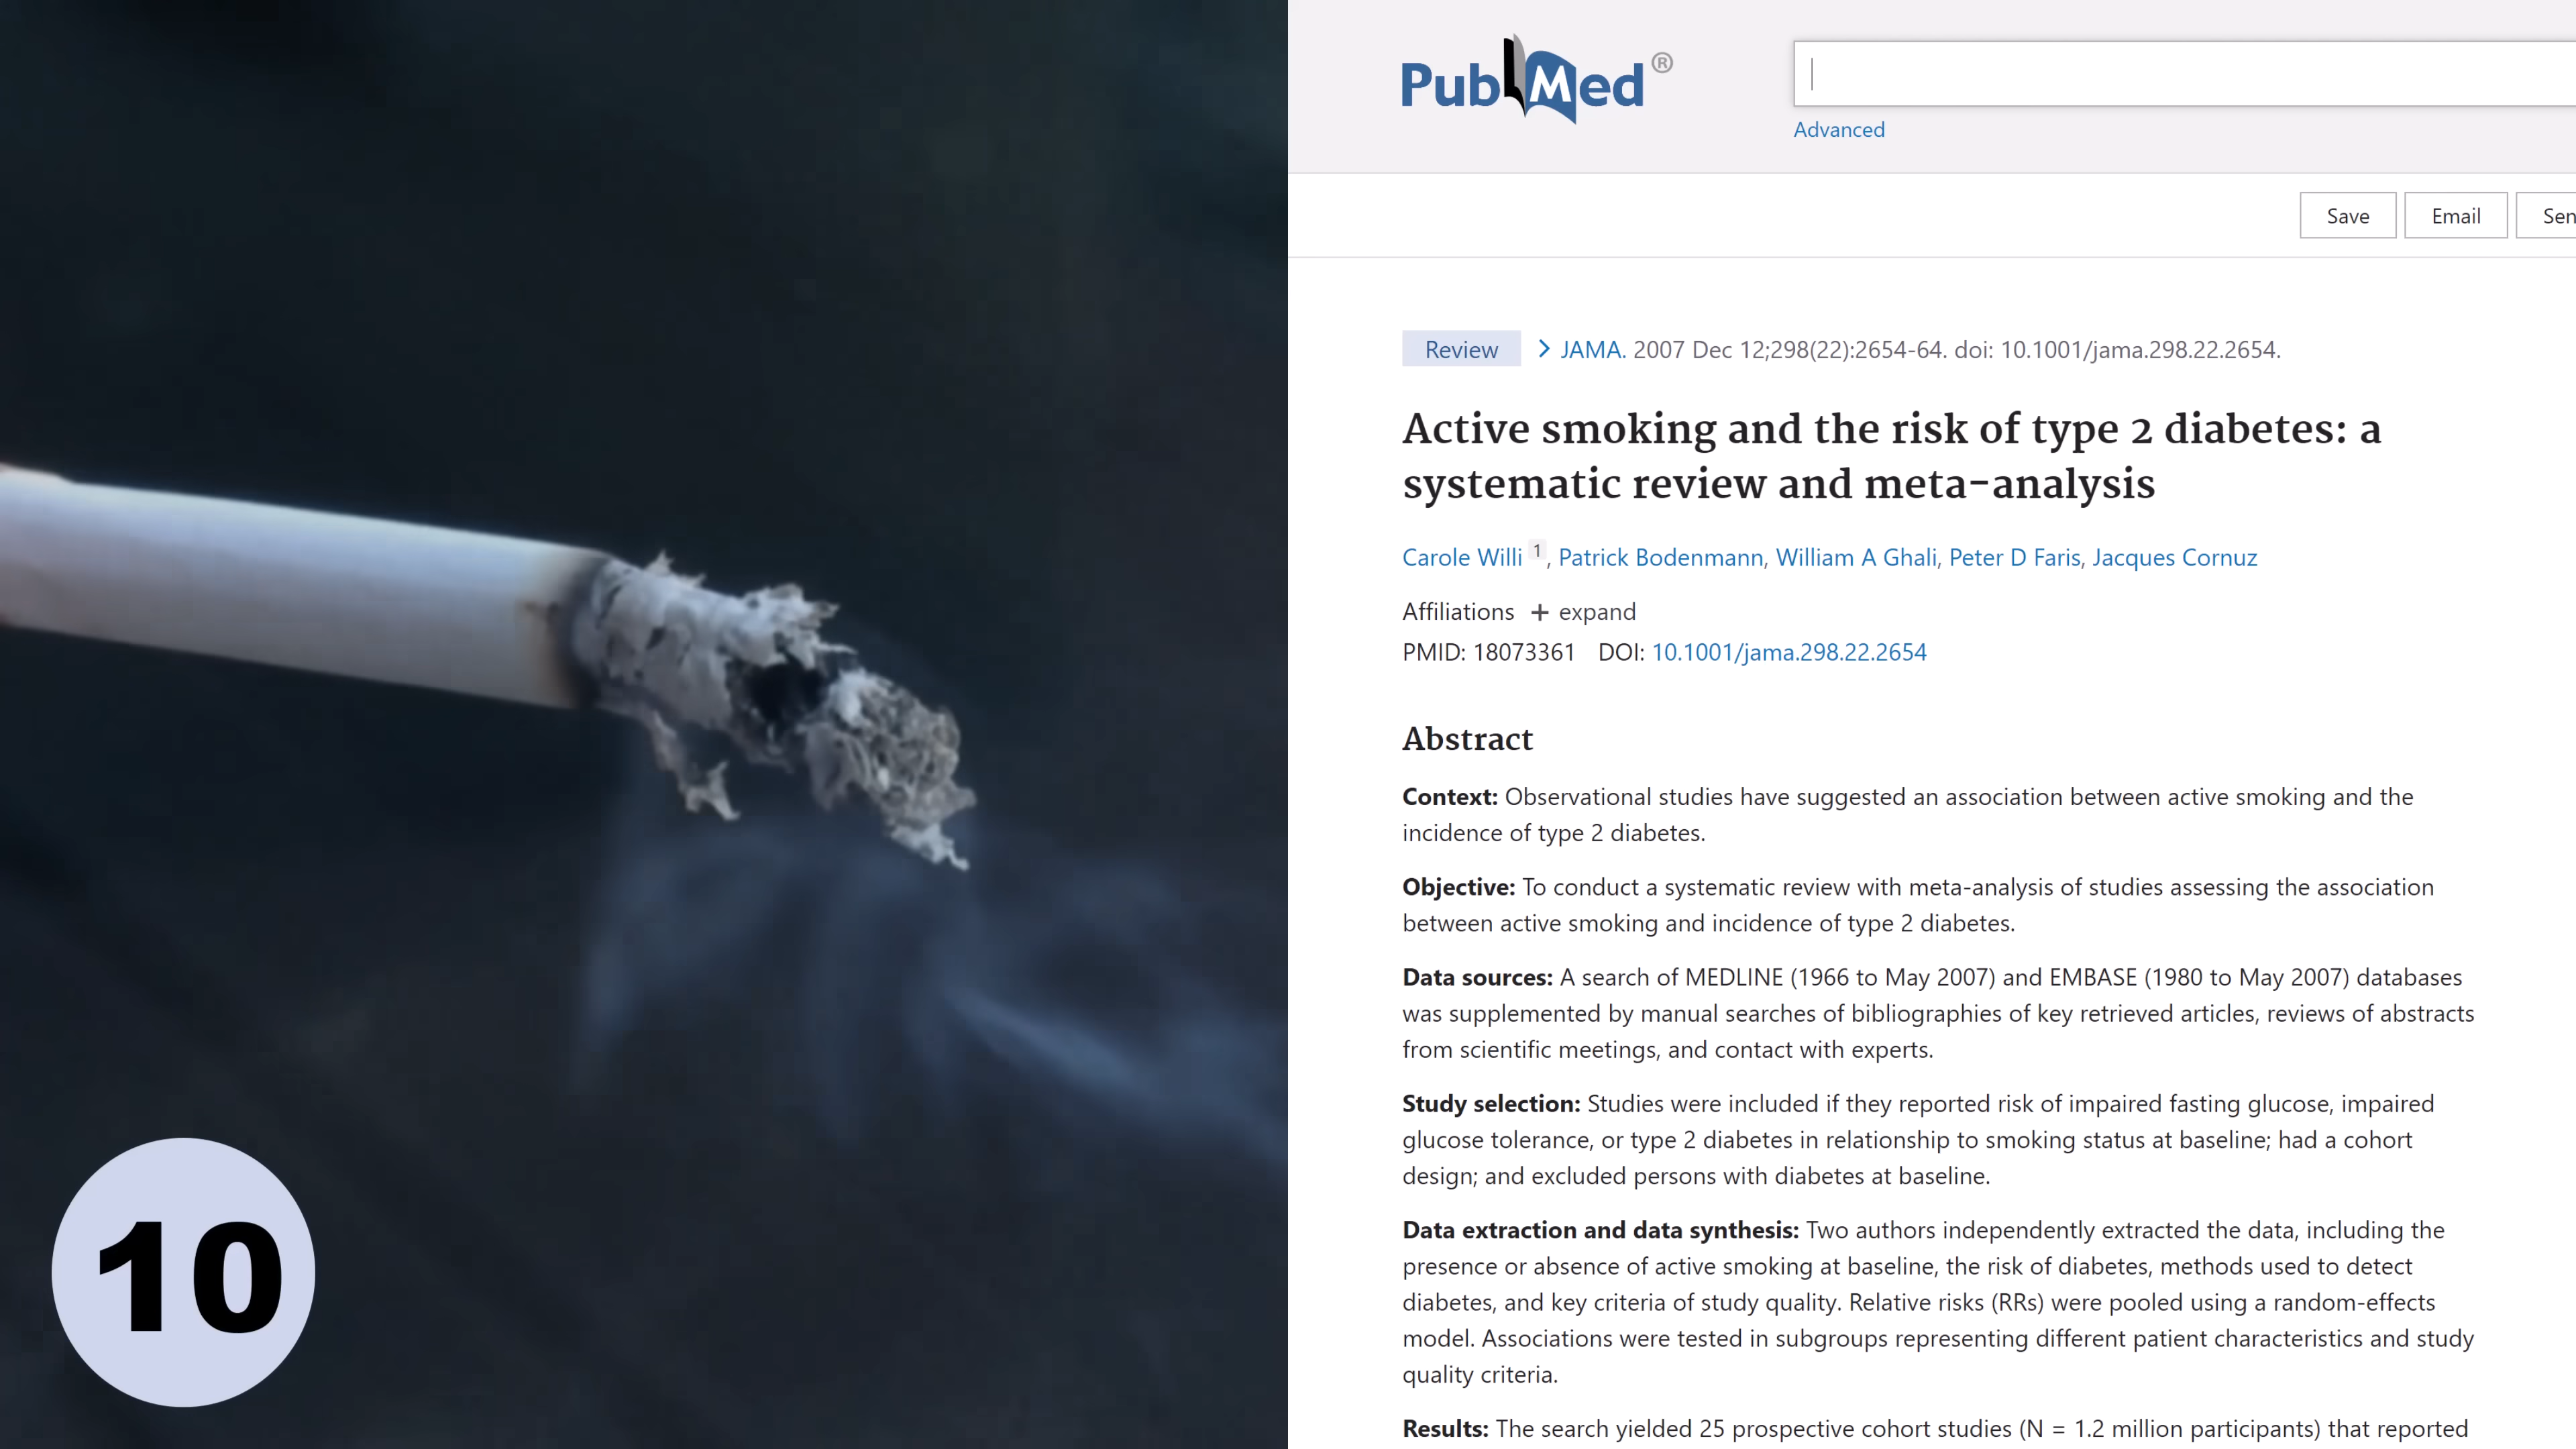 PubMed®
Advanced
Save
Email
Sen
Review > JAMA. 2007 Dec 12;298(22):2654-64. doi: 10.1001/jama.298.22.2654.
Active smoking and the risk of type 2 diabetes: a
systematic review and meta-analysis
Carole Willi 1, Patrick Bodenmann, William A Ghali, Peter D Faris, Jacques Cornuz
Affiliations + expand
PMID: 18073361 DOI: 10.1001/jama.298.22.2654
Abstract
Context: Observational studies have suggested an association between active smoking and the
incidence of type 2 diabetes.
Objective: To conduct a systematic review with meta-analysis of studies assessing the association
between active smoking and incidence of type 2 diabetes.
Data sources: A search of MEDLINE (1966 to May 2007) and EMBASE (1980 to May 2007) databases
was supplemented by manual searches of bibliographies of key retrieved articles, reviews of abstracts
from scientific meetings, and contact with experts.
Study selection: Studies were included if they reported risk of impaired fasting glucose, impaired
glucose tolerance, or type 2 diabetes in relationship to smoking status at baseline; had a cohort
design; and excluded persons with diabetes at baseline.
Data extraction and data synthesis: Two authors independently extracted the data, including the
presence or absence of active smoking at baseline, the risk of diabetes, methods used to detect
diabetes, and key criteria of study quality. Relative risks (RRs) were pooled using a random-effects
model. Associations were tested in subgroups representing different patient characteristics and study
quality criteria.
Results: The search yielded 25 prospective cohort studies (N = 1.2 million participants) that reported
10